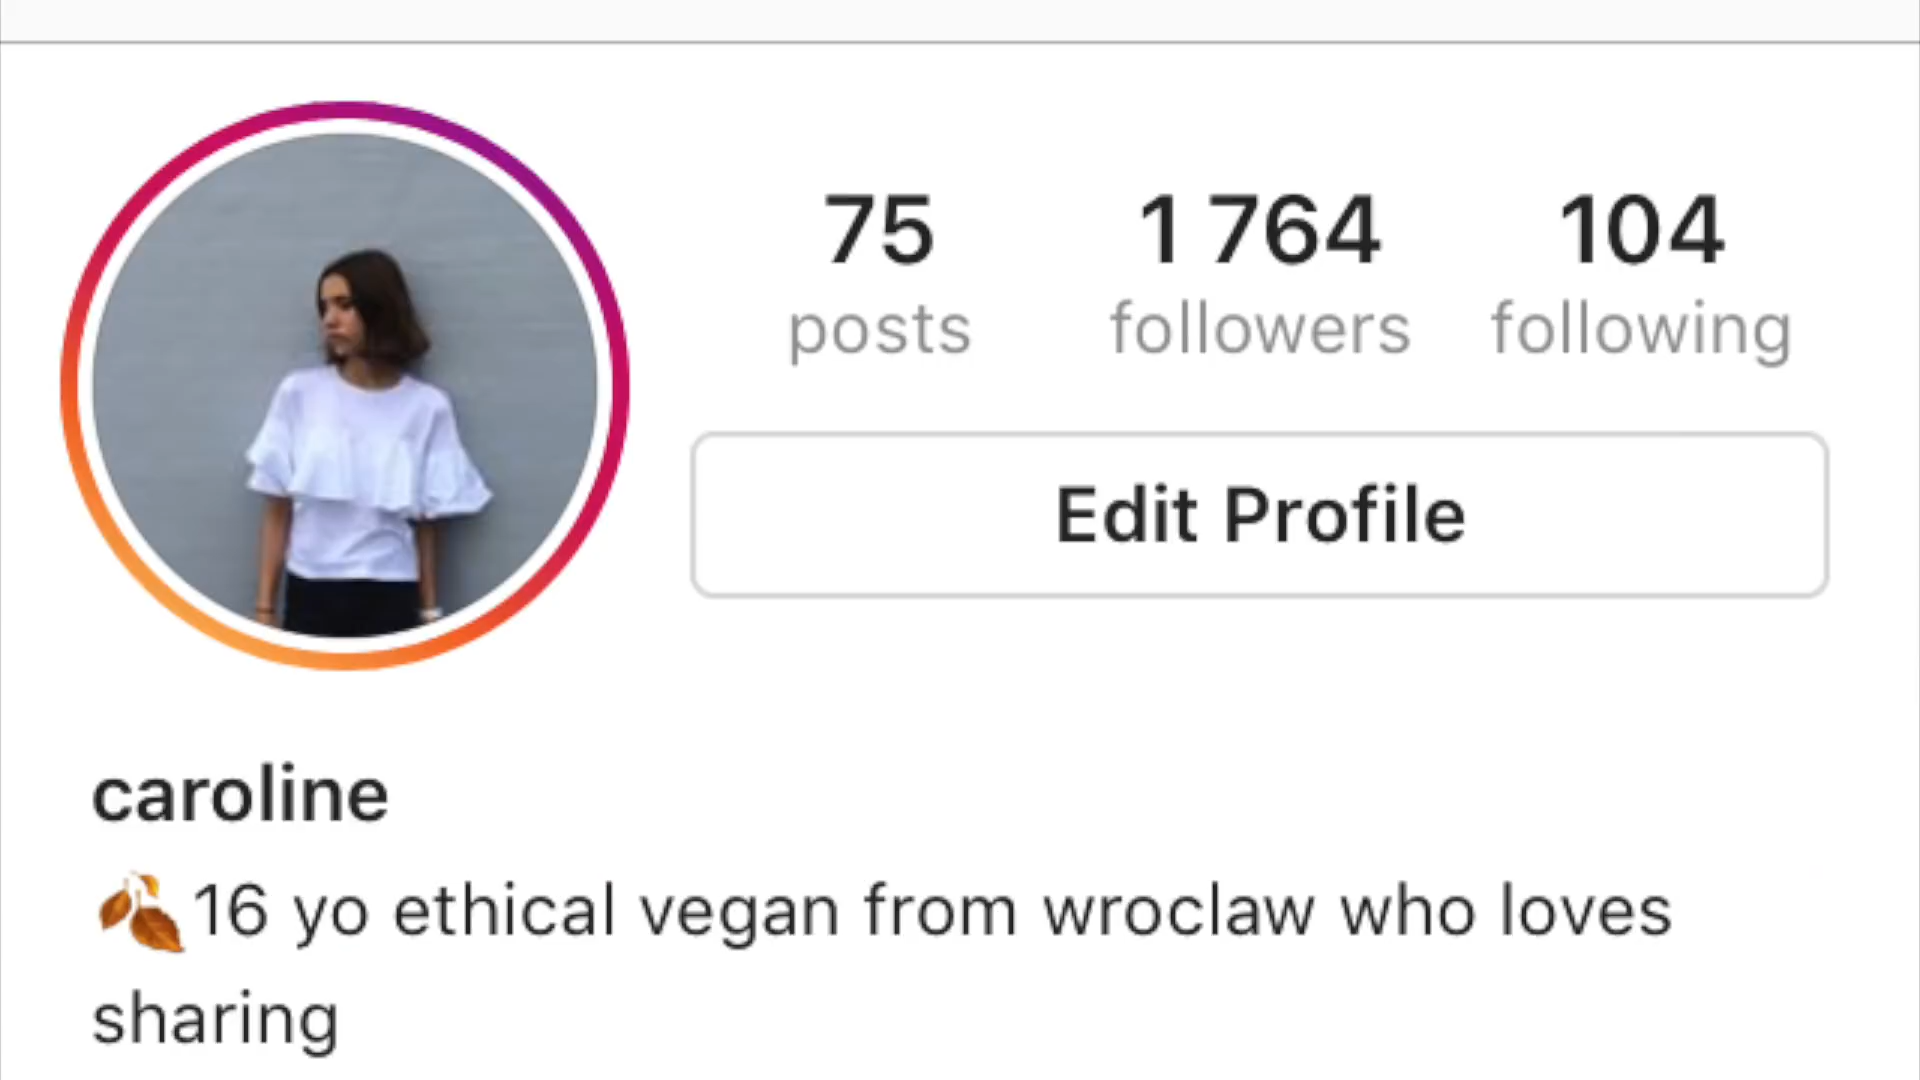 75 1 764 104
posts followers following
Edit Profile
caroline
🍂16 yo ethical vegan from wroclaw who loves
sharing